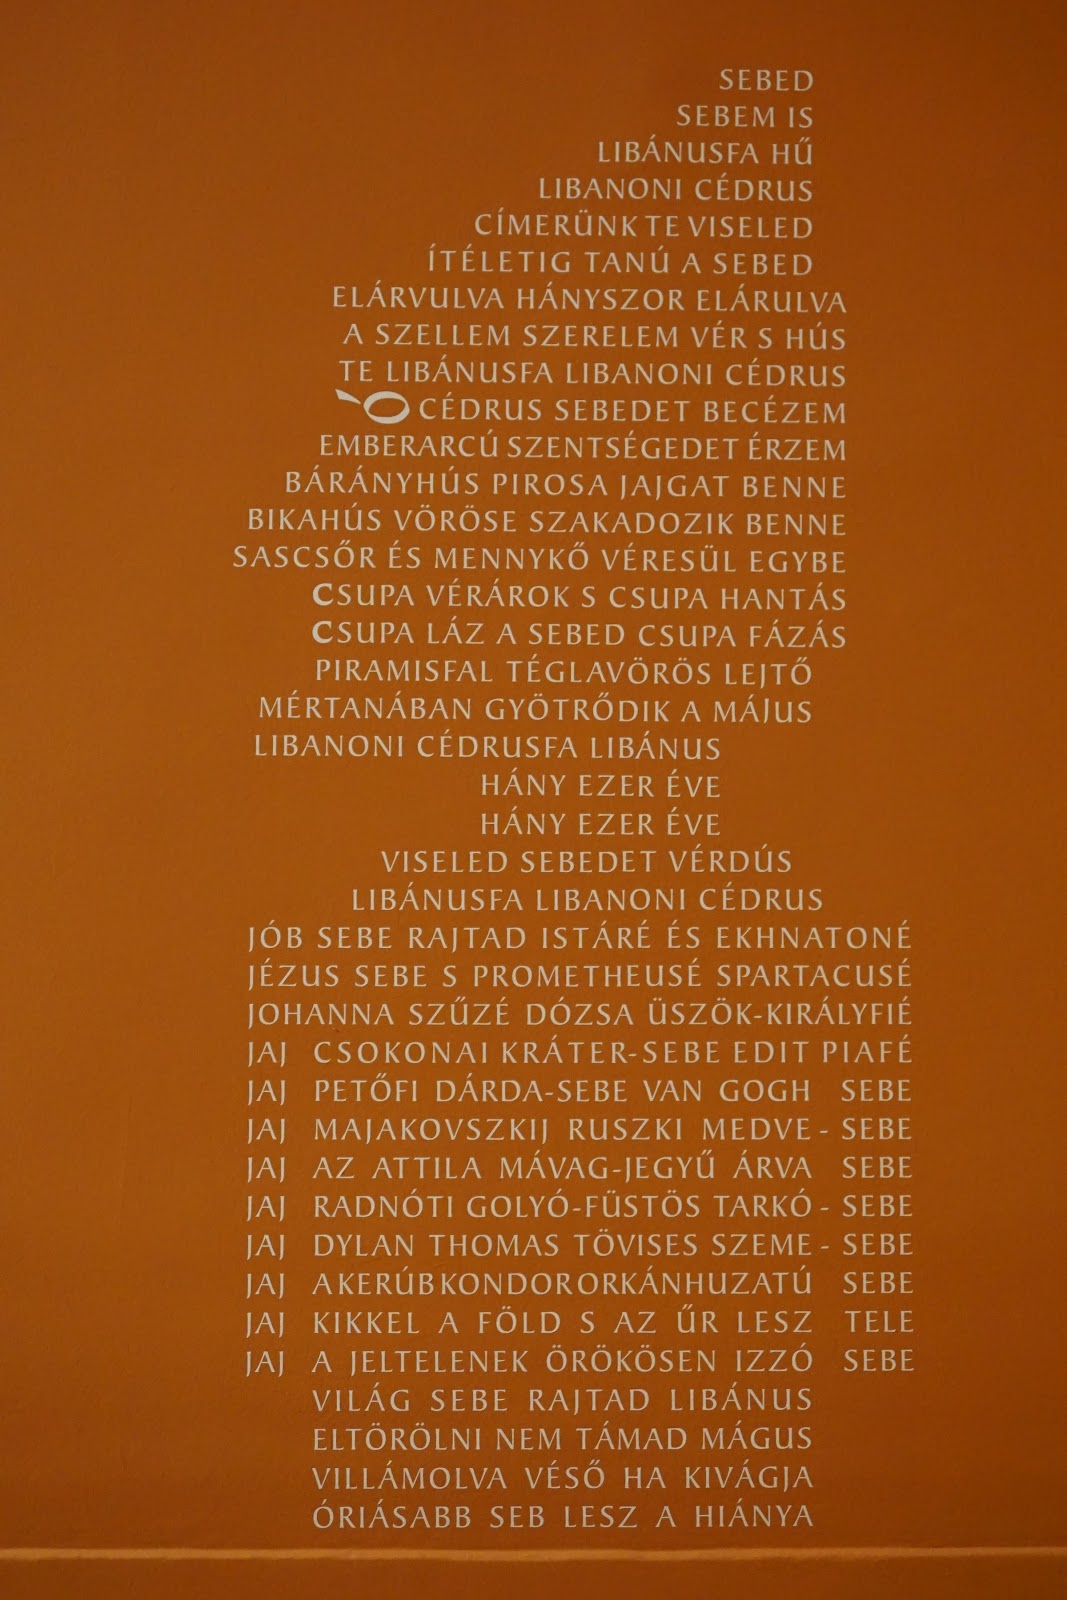 SEBED
SEBEM IS
LIBÁNUSFA HŰ
LIBANONI CÉDRUS
CÍMERÜNK TE VISELED
ÍTÉLETIG TANÚ A SEBED
ELÁRVULVA HÁNYSZOR ELÁRULVA
A SZELLEM SZERELEM VÉR S HÚS
TE LIBÁNUSFA LIBANONI CÉDRUS
Ó CÉDRUS SEBEDET BECÉZEM
EMBERARCÚ SZENTSÉGEDET ÉRZEM
BÁRÁNYHÚS PIROSA JAJGAT BENNE
BIKAHÚS VÖRÖSE SZAKADOZIK BENNE
SASCSŐR ÉS MENNYKŐ VÉRESÜL EGYBE
CSUPA VÉRÁROK S CSUPA HANTÁS
CSUPA LÁZ A SEBED CSUPA FÁZÁS
PIRAMISFAL TÉGLAVÖRÖS LEJTŐ
MÉRTANÁBAN GYÖTRŐDIK A MÁJUS
LIBANONI CÉDRUSFA LIBÁNUS
HÁNY EZER ÉVE
HÁNY EZER ÉVE
VISELED SEBEDET VÉRDÚS
LIBÁNUSFA LIBANONI CÉDRUS
JÓB SEBE RAJTAD ISTÁRÉ ÉS EKHNATONÉ
JÉZUS SEBE S PROMETHEUSÉ SPARTACUSÉ
JOHANNA SZŰZÉ DÓZSA ÜSZÖK-KIRÁLYFIÉ
JAJ CSOKONAI KRÁTER-SEBE EDIT PIAFÉ
JAJ PETŐFI DÁRDA-SEBE VAN GOGH SEBE
JAJ MAJAKOVSZKIJ RUSZKI MEDVE - SEBE
JAJ AZ ATTILA MÁVAG-JEGYŰ ÁRVA SEBE
JAJ RADNÓTI GOLYÓ-FÜSTÖS TARKÓ - SEBE
JAJ DYLAN THOMAS TÖVISES SZEME - SEBE
JAJ A KERÚB KONDOR ORKÁNHUZATÚ SEBE
JAJ KIKKEL A FÖLD S AZ ŰR LESZ TELE
JAJ A JELTELENEK ÖRÖKÖSEN IZZÓ SEBE
VILÁG SEBE RAJTAD LIBÁNUS
ELTÖRÖLNI NEM TÁMAD MÁGUS
VILLÁMOLVA VÉSŐ HA KIVÁGJA
ÓRIÁSABB SEB LESZ A HIÁNYA